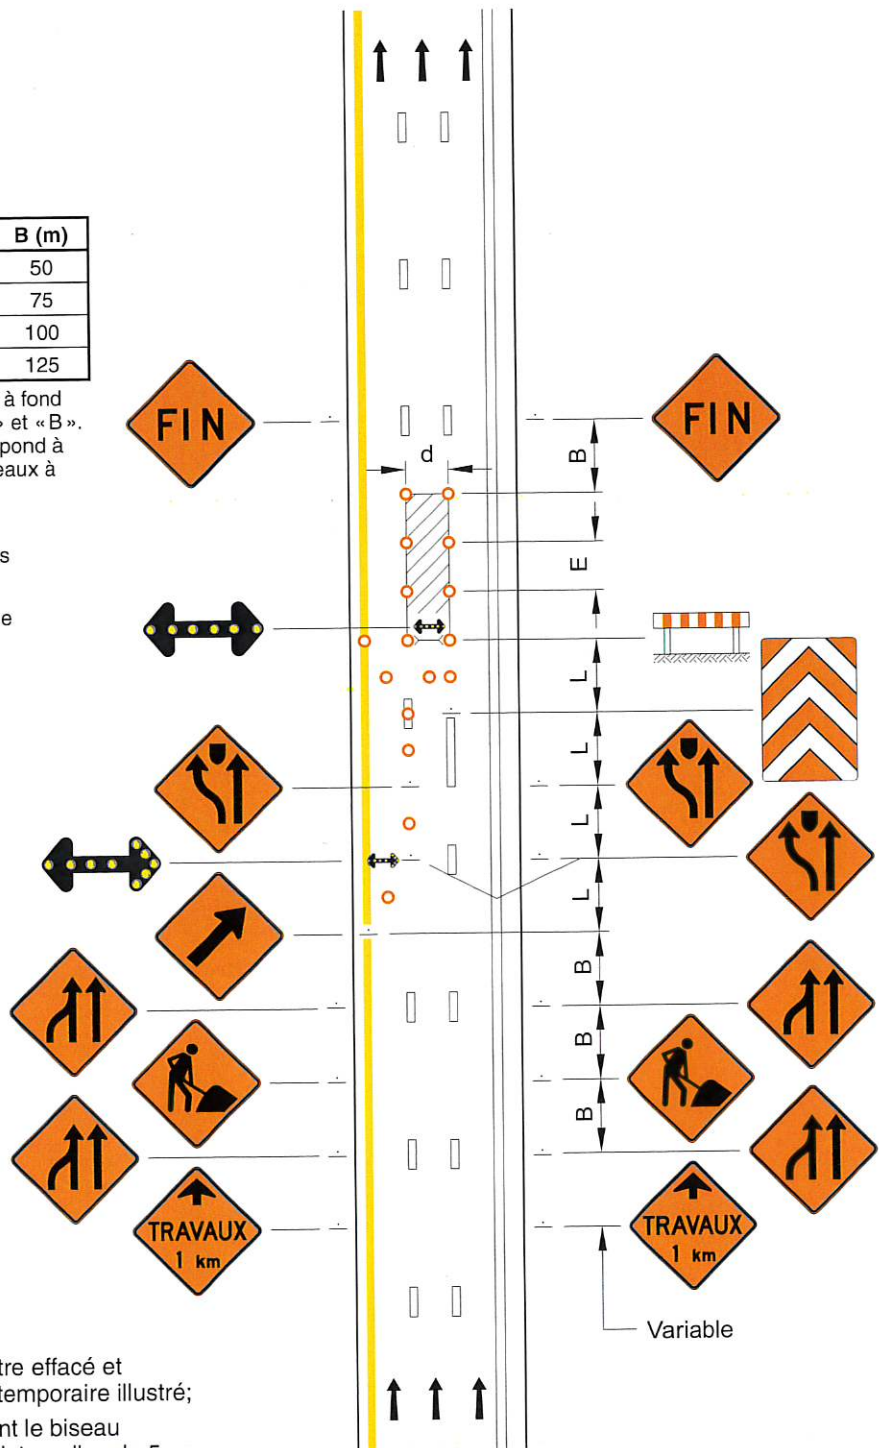 B (m)
50
75
100
125
à fond
» et « B ».
pond à
eaux à
s
e
FIN
FIN
d
B
E
L
L
L
L
B
B
B
TRAVAUX
1 km
TRAVAUX
1 km
Variable
tre effacé et
temporaire illustré;
nt le biseau